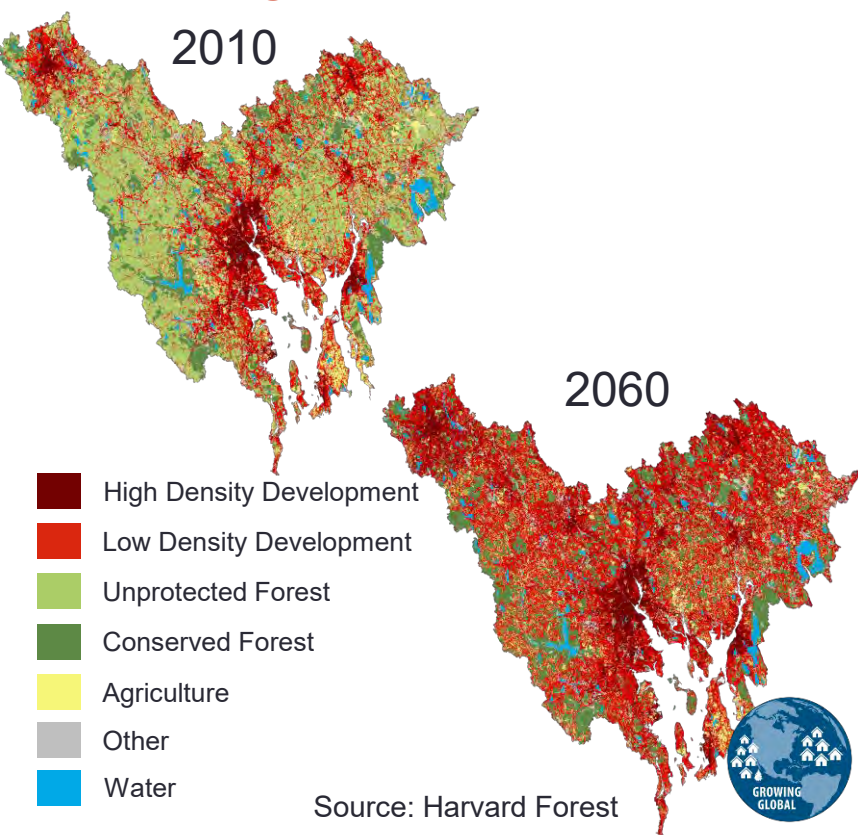 2010
2060
High Density Development
Low Density Development
Unprotected Forest
Conserved Forest
Agriculture
Other
Water
Source: Harvard Forest
GROWING
GLOBAL